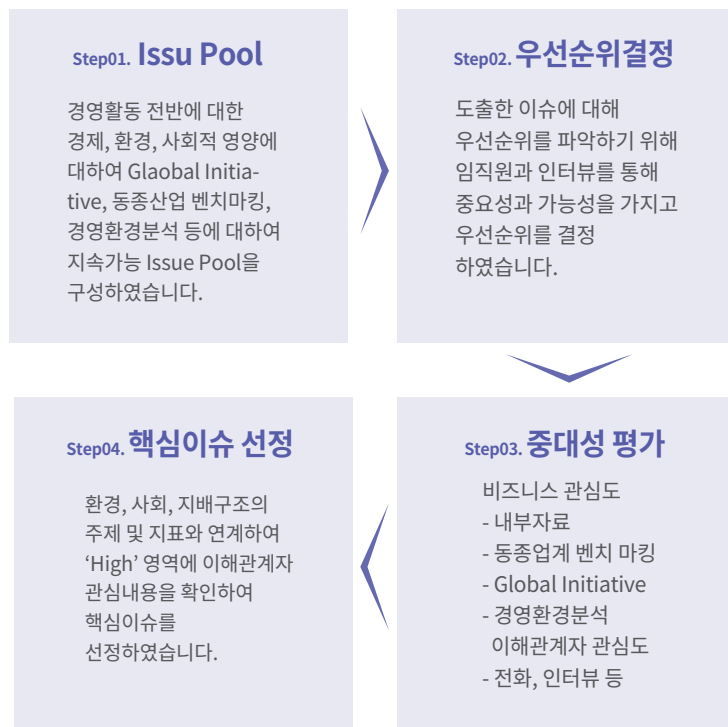 Step01. Issu Pool
경영활동 전반에 대한
경제, 환경, 사회적 영양에
대하여 Glaobal Initia-
tive, 동종산업 벤치마킹,
경영환경분석 등에 대하여
지속가능 Issue Pool을
구성하였습니다.
Step02. 우선순위결정
도출한 이슈에 대해
우선순위를 파악하기 위해
임직원과 인터뷰를 통해
중요성과 가능성을 가지고
우선순위를 결정
하였습니다.
Step03. 중대성 평가
비즈니스 관심도
- 내부자료
- 동종업계 벤치 마킹
- Global Initiative
- 경영환경분석
이해관계자 관심도
- 전화, 인터뷰 등
Step04. 핵심이슈 선정
환경, 사회, 지배구조의
주제 및 지표와 연계하여
‘High’ 영역에 이해관계자
관심내용을 확인하여
핵심이슈를
선정하였습니다.